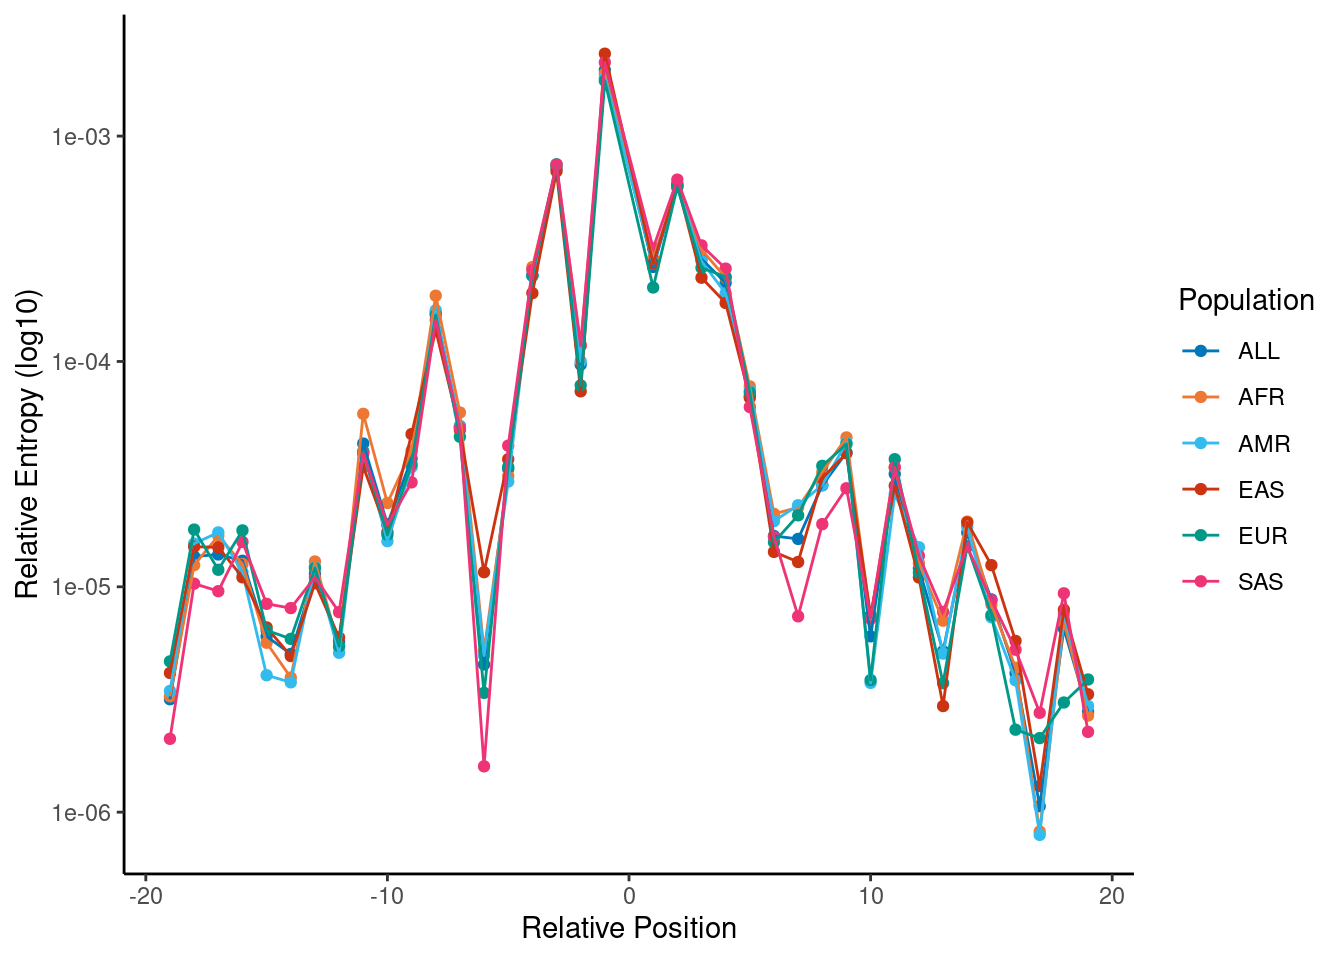 Relative Entropy (log10)
1e-03
1e-04
1e-05
1e-06
-20
-10
0
10
20
Relative Position
Population
ALL
AFR
AMR
EAS
EUR
SAS